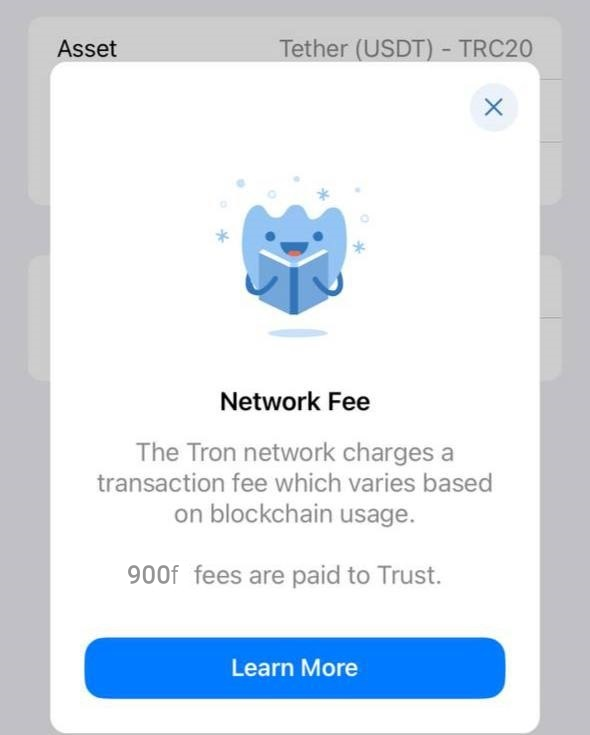 Asset Tether (USDT) - TRC20
Network Fee
The Tron network charges a
transaction fee which varies based
on blockchain usage.
900f fees are paid to Trust.
Learn More